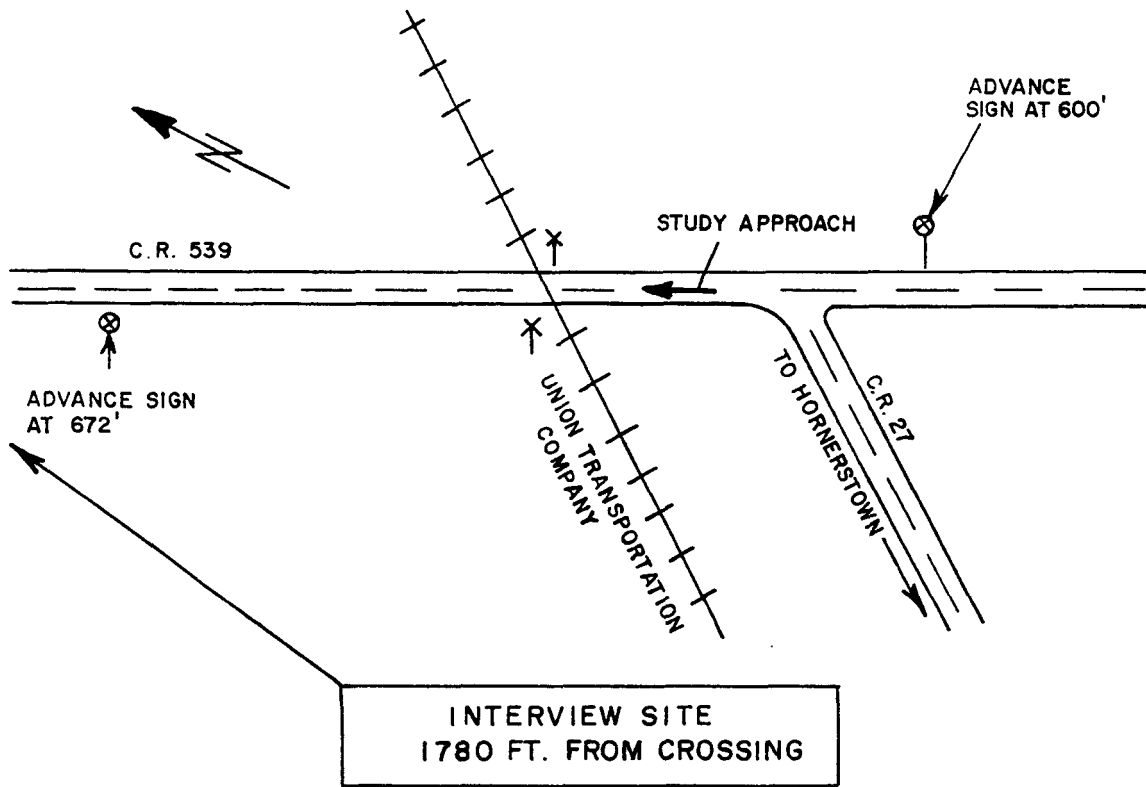 ADVANCE
SIGN AT 600'
STUDY APPROACH
C.R. 539
ADVANCE SIGN
AT 672'
UNION TRANSPORTATION
COMPANY
TO HORNERSTOWN
C.R. 27
INTERVIEW SITE
1780 FT. FROM CROSSING